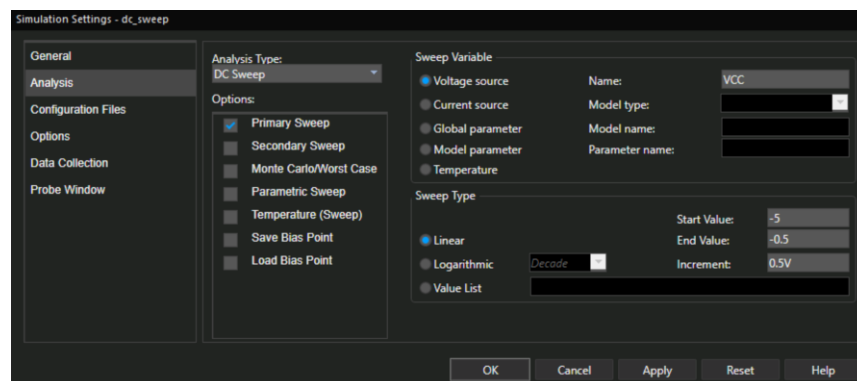 Simulation Settings - dc_sweep
General
Analysis
Configuration Files
Options
Data Collection
Probe Window
Analysis Type:
DC Sweep
Options:
Primary Sweep
Secondary Sweep
Monte Carlo/Worst Case
Parametric Sweep
Temperature (Sweep)
Save Bias Point
Load Bias Point
Sweep Variable
Voltage source
Name:
VCC
Current source
Model type:
Global parameter
Model name:
Model parameter
Parameter name:
Temperature
Sweep Type
Start Value:
-5
Linear
End Value:
-0.5
Logarithmic
Decade
Increment:
0.5V
Value List
OK
Cancel
Apply
Reset
Help